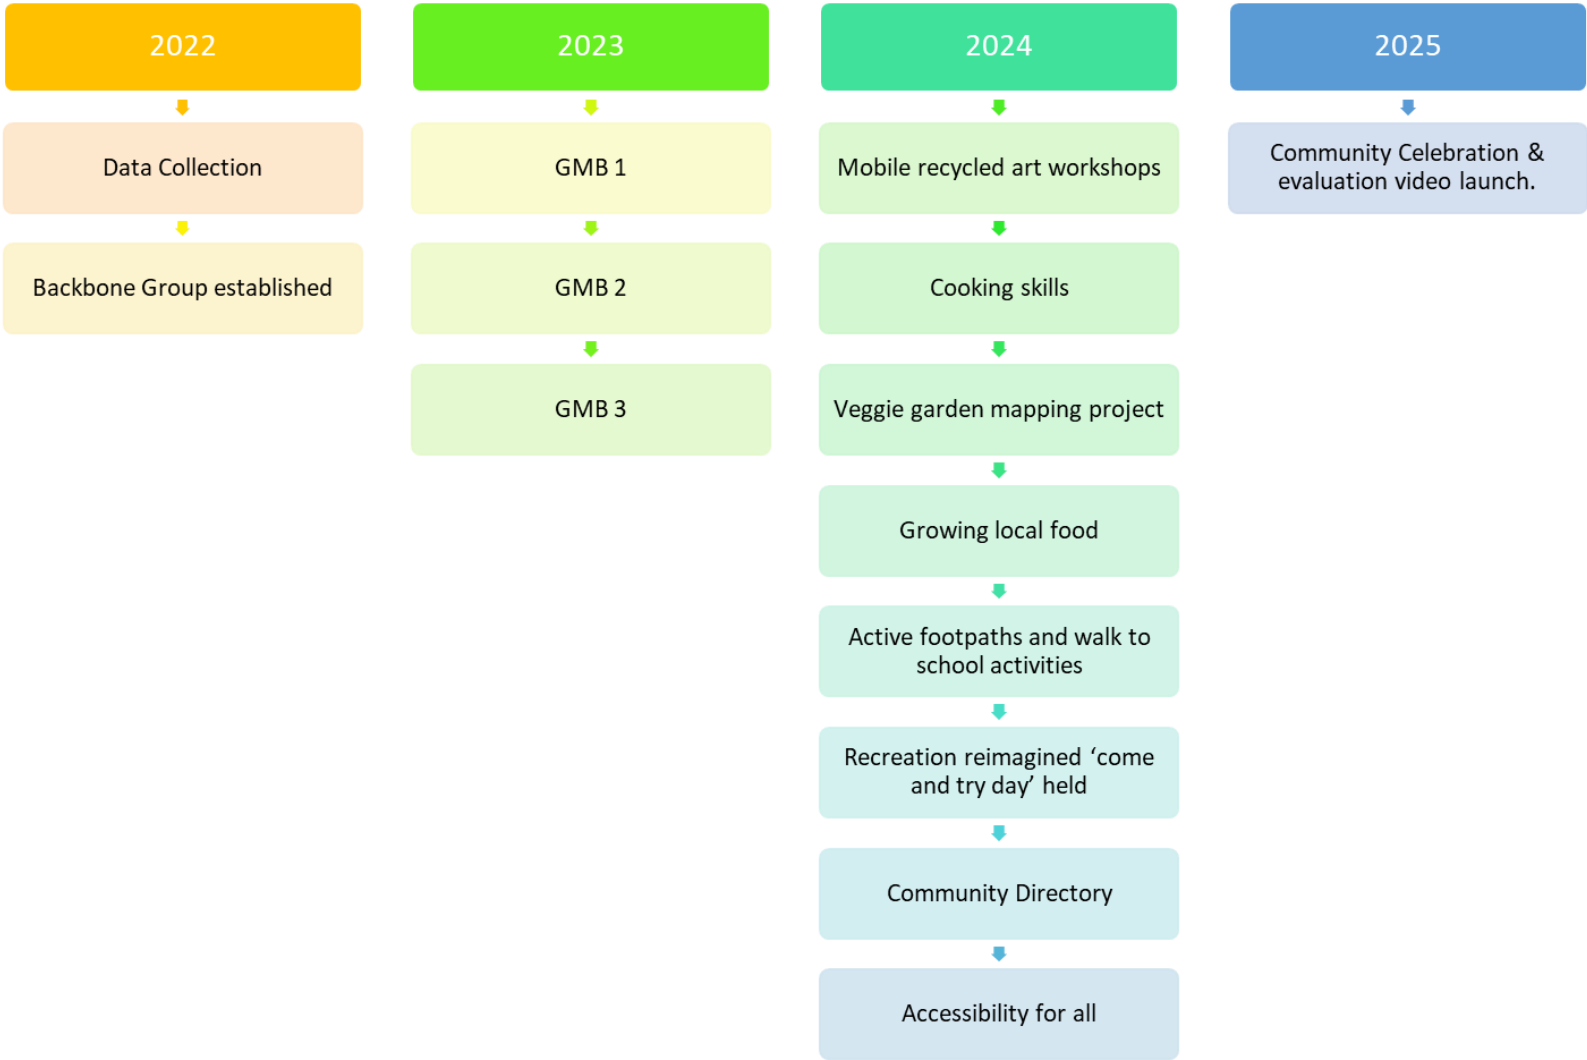 2022
Data Collection
Backbone Group established
2023
GMB 1
GMB 2
GMB 3
2024
Mobile recycled art workshops
Cooking skills
Veggie garden mapping project
Growing local food
Active footpaths and walk to
school activities
Recreation reimagined ‘come
and try day’ held
Community Directory
Accessibility for all
2025
Community Celebration &
evaluation video launch.